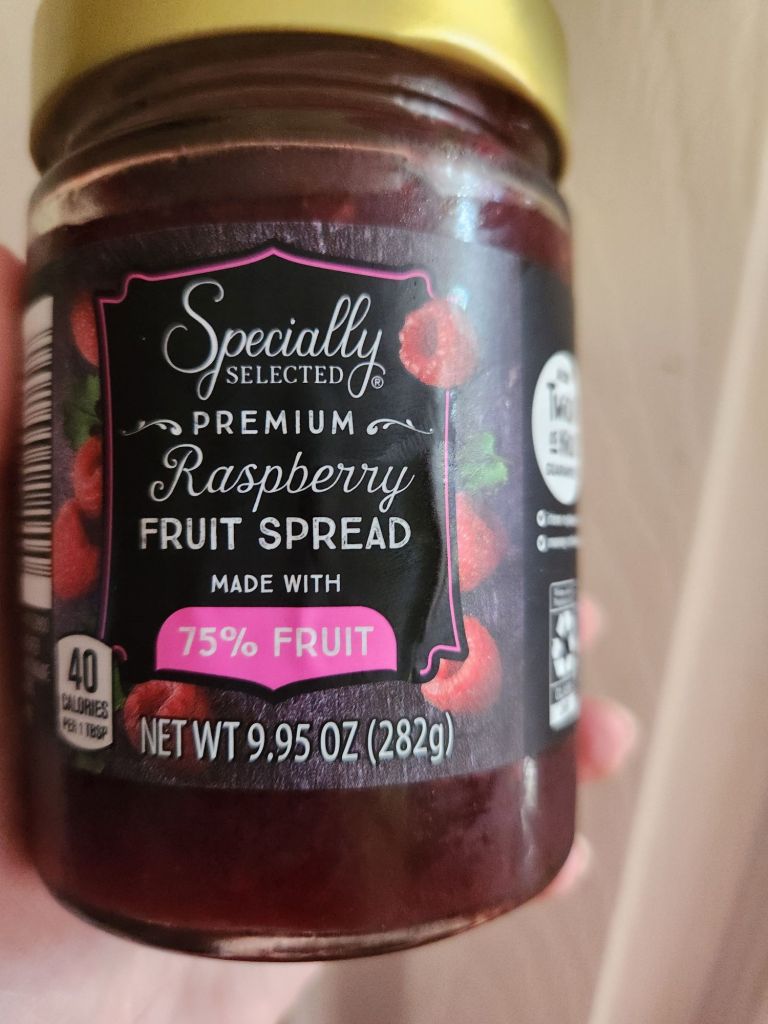 Specially
SELECTED®
PREMIUM
Raspberry
FRUIT SPREAD
MADE WITH
75% FRUIT
40
CALORIES
PER 1 TBSP
NET WT 9.95 OZ (282g)